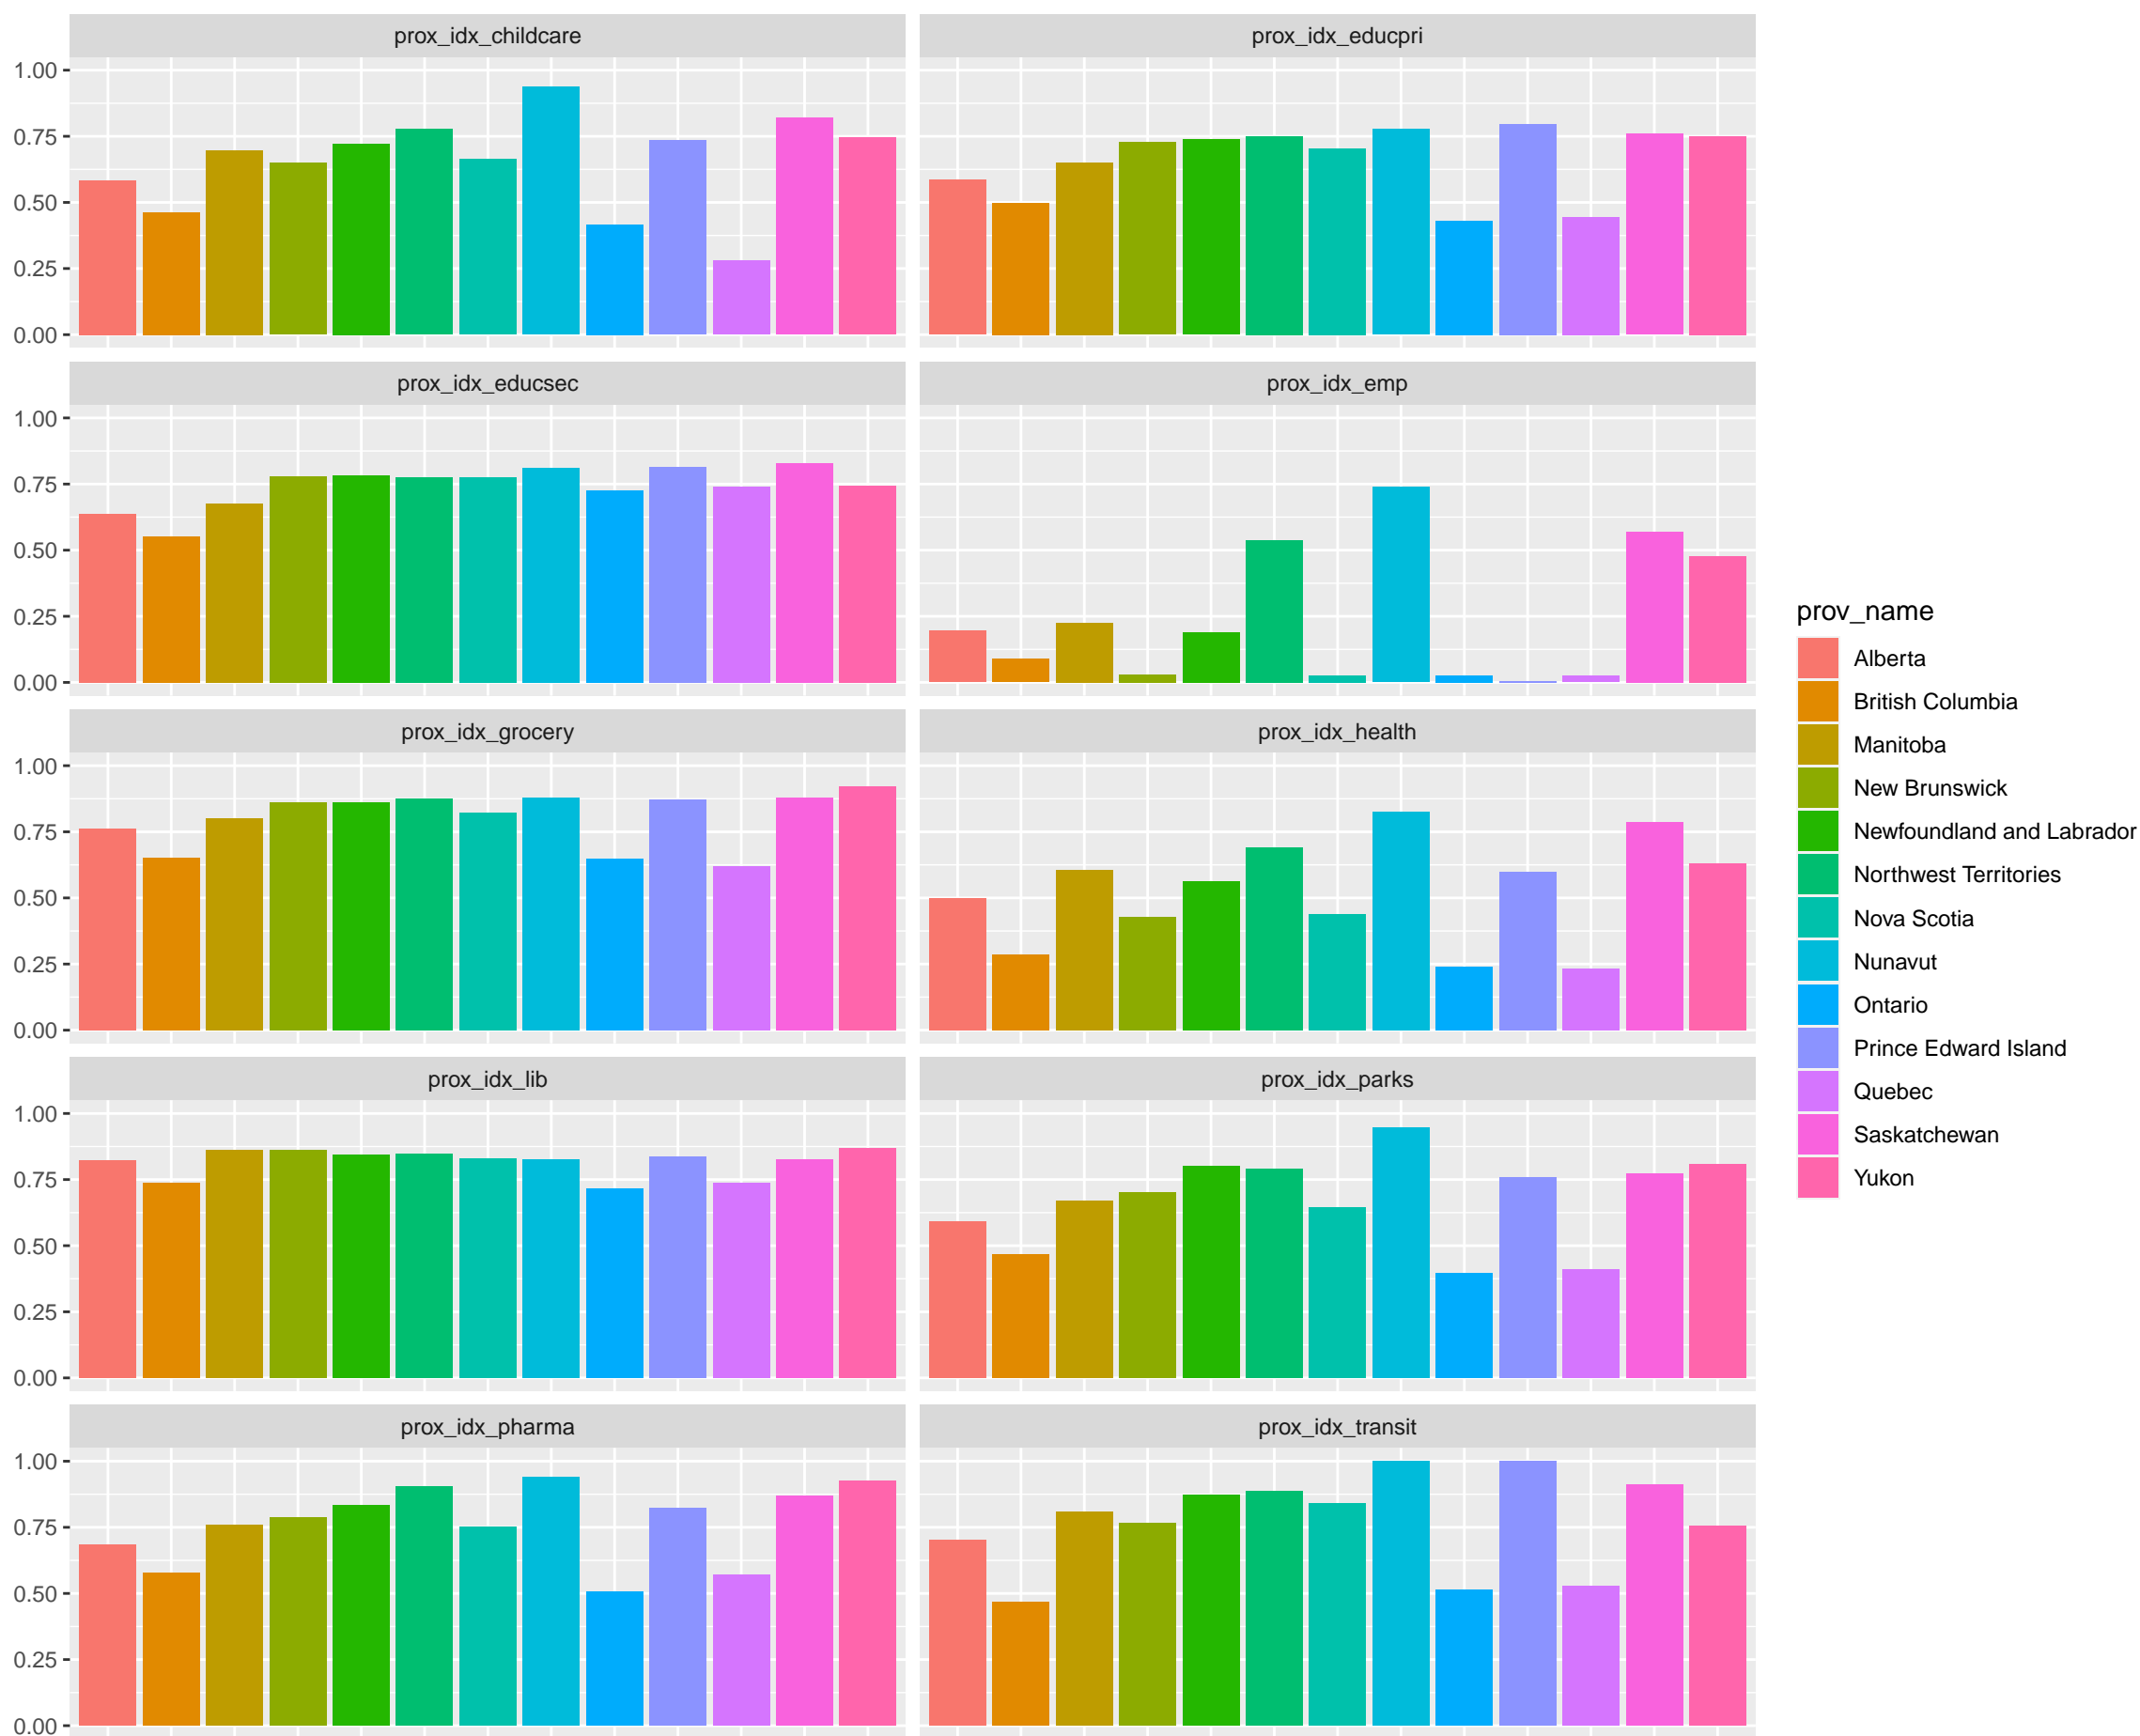 prox_idx_childcare
prox_idx_educpri
1.00
0.75
0.50
0.25
0.00
prox_idx_educsec
prox_idx_emp
1.00
0.75
0.50
0.25
0.00
prox_idx_grocery
prox_idx_health
1.00
0.75
0.50
0.25
0.00
prox_idx_lib
prox_idx_parks
1.00
0.75
0.50
0.25
0.00
prox_idx_pharma
prox_idx_transit
1.00
0.75
0.50
0.25
0.00
prov_name
Alberta
British Columbia
Manitoba
New Brunswick
Newfoundland and Labrador
Northwest Territories
Nova Scotia
Nunavut
Ontario
Prince Edward Island
Quebec
Saskatchewan
Yukon